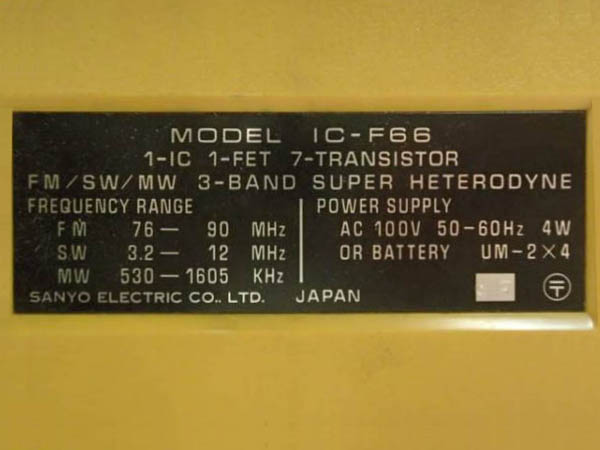 MODEL IC-F66
1-IC 1-FET 7-TRANSISTOR
FM/SW/MW 3-BAND SUPER HETERODYNE
FREQUENCY RANGE
FM 76— 90 MHz
SW 3.2— 12 MHz
MW 530—1605 KHz
POWER SUPPLY
AC 100V 50-60Hz 4W
OR BATTERY UM-2×4
SANYO ELECTRIC CO., LTD. JAPAN
〒